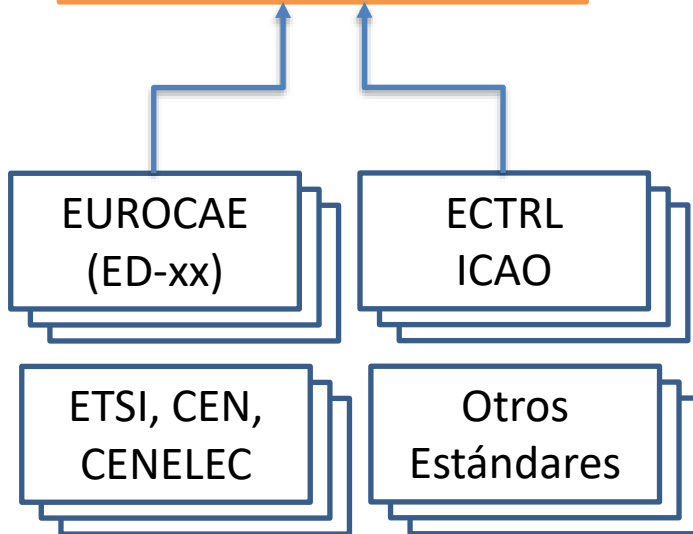 EUROCAE
(ED-xx)
ECTRL
ICAO
ETSI, CEN,
CENELEC
Otros
Estándares